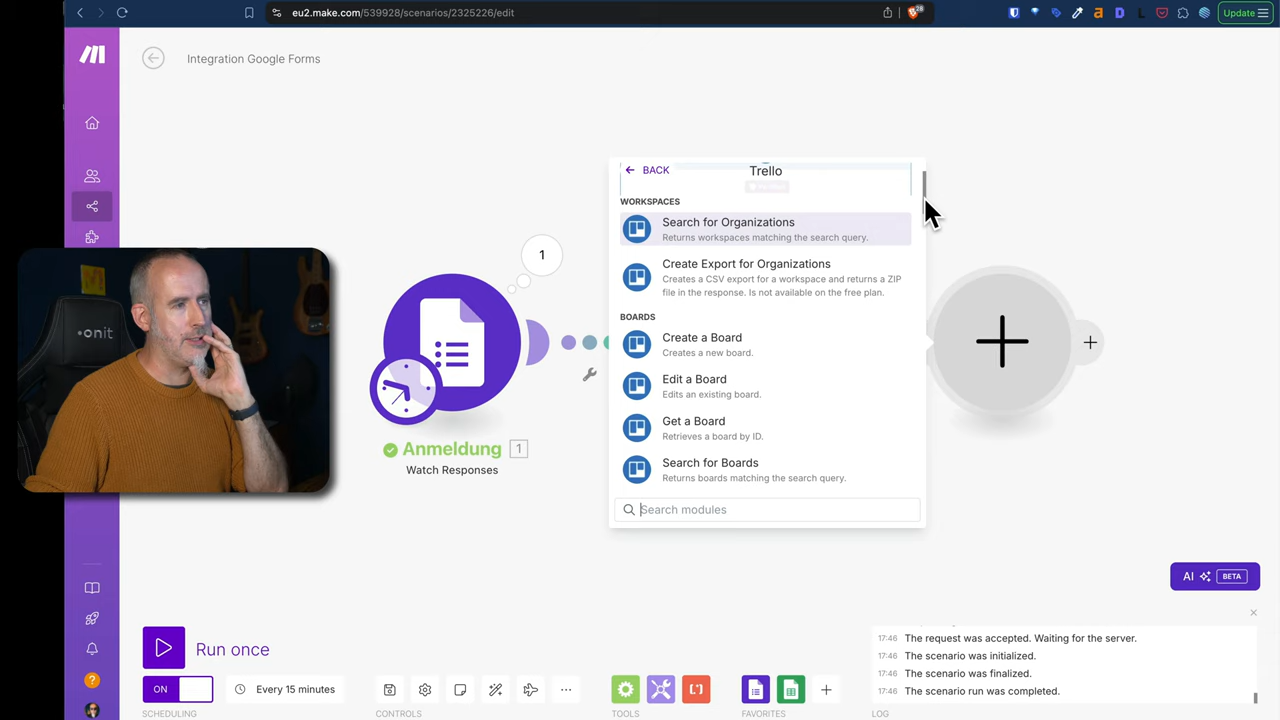 eu2.make.com/539928/scenarios/2325226/edit
28
a
D
L
Update
Integration Google Forms
BACK
Trello
WORKSPACES
Search for Organizations
Returns workspaces matching the search query.
Create Export for Organizations
Creates a CSV export for a workspace and returns a ZIP
file in the response. Is not available on the free plan.
BOARDS
Create a Board
Creates a new board.
Edit a Board
Edits an existing board.
Get a Board
Retrieves a board by ID.
Search for Boards
Returns boards matching the search query.
Search modules
1
Anmeldung 1
Watch Responses
onit
AI BETA
17:46 The request was accepted. Waiting for the server.
17:46 The scenario was initialized.
17:46 The scenario was finalized.
17:46 The scenario run was completed.
Run once
ON
Every 15 minutes
SCHEDULING
CONTROLS
TOOLS
FAVORITES
LOG